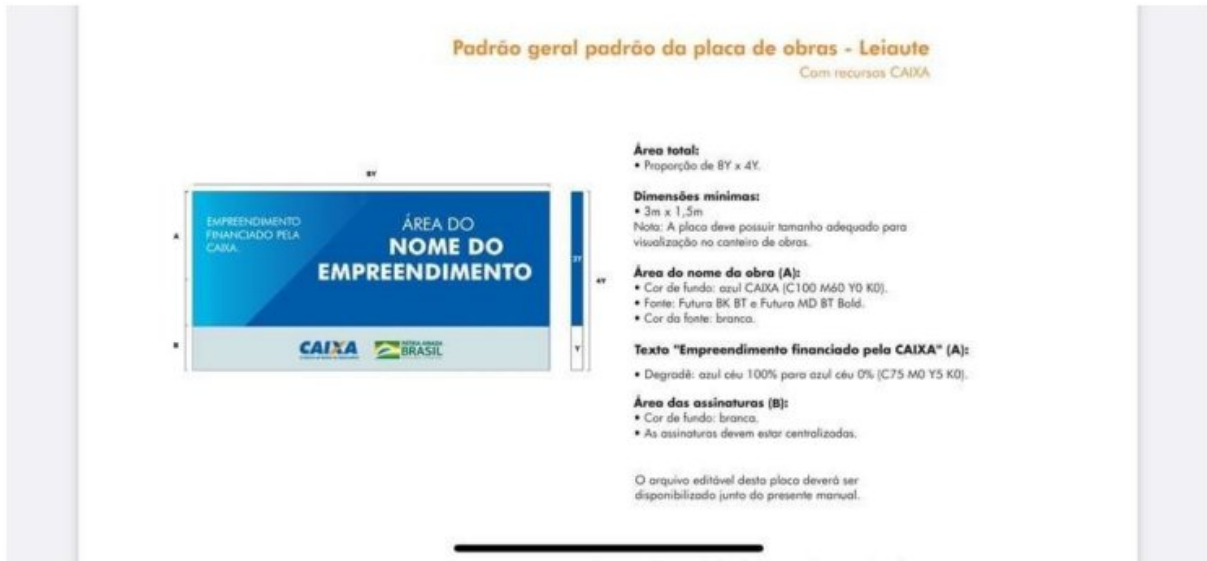 Padrão geral padrão da placa de obras - Leiaute
Com recursos CAIXA
8Y
A
B
EMPREENDIMENTO
FINANCIADO PELA
CAIXA.
ÁREA DO
NOME DO
EMPREENDIMENTO
CAIXA
PÁTRIA AMADA
BRASIL
3Y
Y
4Y
Área total:
• Proporção de 8Y x 4Y.
Dimensões mínimas:
• 3m x 1,5m
Nota: A placa deve possuir tamanho adequado para
visualização no canteiro de obras.
Área do nome da obra (A):
• Cor de fundo: azul CAIXA (C100 M60 Y0 K0).
• Fonte: Futura BK BT e Futura MD BT Bold.
• Cor da fonte: branca.
Texto "Empreendimento financiado pela CAIXA" (A):
• Degradê: azul céu 100% para azul céu 0% (C75 M0 Y5 K0).
Área das assinaturas (B):
• Cor de fundo: branca.
• As assinaturas devem estar centralizadas.
O arquivo editável desta placa deverá ser
disponibilizado junto do presente manual.